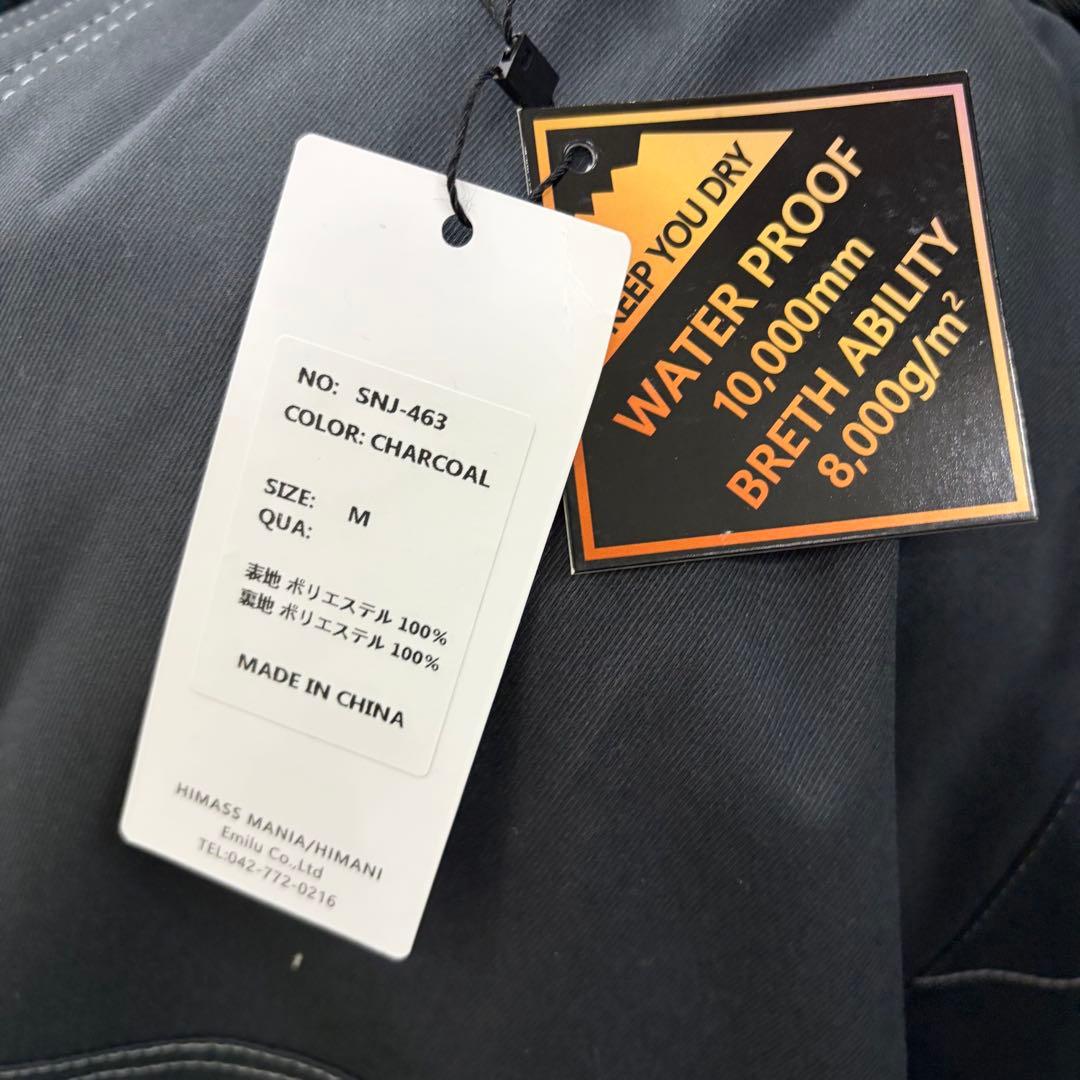 NO: SNJ-463
COLOR: CHARCOAL
SIZE: M
QUA:
表地 ポリエステル 100%
裏地 ポリエステル 100%
MADE IN CHINA
HIMASS MANIA/HIMANI
Emilu Co.,Ltd
TEL:042-772-0216
KEEP YOU DRY
WATER PROOF
10,000mm
BRETH ABILITY
8,000g/m²